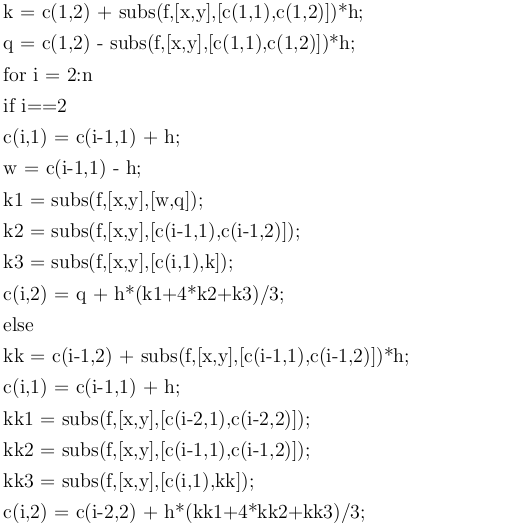 k = c(1,2) + subs(f,[x,y],[c(1,1),c(1,2)])*h;
q = c(1,2) - subs(f,[x,y],[c(1,1),c(1,2)])*h;
for i = 2:n
if i==2
c(i,1) = c(i-1,1) + h;
w = c(i-1,1) - h;
k1 = subs(f,[x,y],[w,q]);
k2 = subs(f,[x,y],[c(i-1,1),c(i-1,2)]);
k3 = subs(f,[x,y],[c(i,1),k]);
c(i,2) = q + h*(k1+4*k2+k3)/3;
else
kk = c(i-1,2) + subs(f,[x,y],[c(i-1,1),c(i-1,2)])*h;
c(i,1) = c(i-1,1) + h;
kk1 = subs(f,[x,y],[c(i-2,1),c(i-2,2)]);
kk2 = subs(f,[x,y],[c(i-1,1),c(i-1,2)]);
kk3 = subs(f,[x,y],[c(i,1),kk]);
c(i,2) = c(i-2,2) + h*(kk1+4*kk2+kk3)/3;